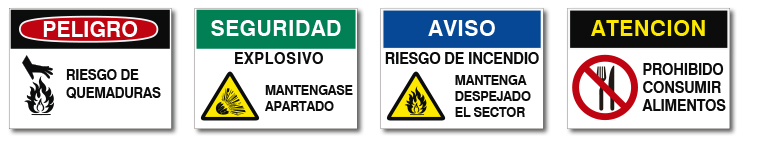 PELIGRO
RIESGO DE
QUEMADURAS
SEGURIDAD
EXPLOSIVO
MANTENGASE
APARTADO
AVISO
RIESGO DE INCENDIO
MANTENGA
DESPEJADO
EL SECTOR
ATENCION
PROHIBIDO
CONSUMIR
ALIMENTOS